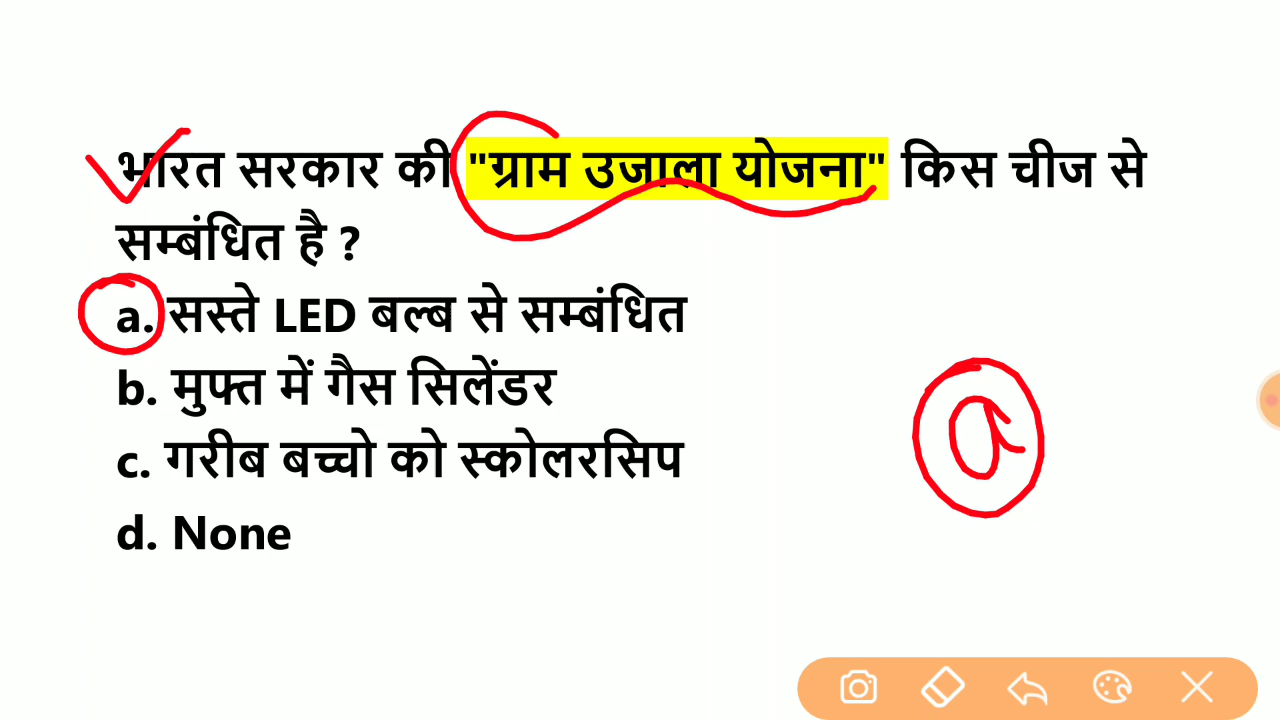 भारत सरकार की "ग्राम उजाला योजना" किस चीज से
सम्बंधित है ?
a. सस्ते LED बल्ब से सम्बंधित
b. मुफ्त में गैस सिलेंडर
c. गरीब बच्चो को स्कोलरसिप
a
d. None